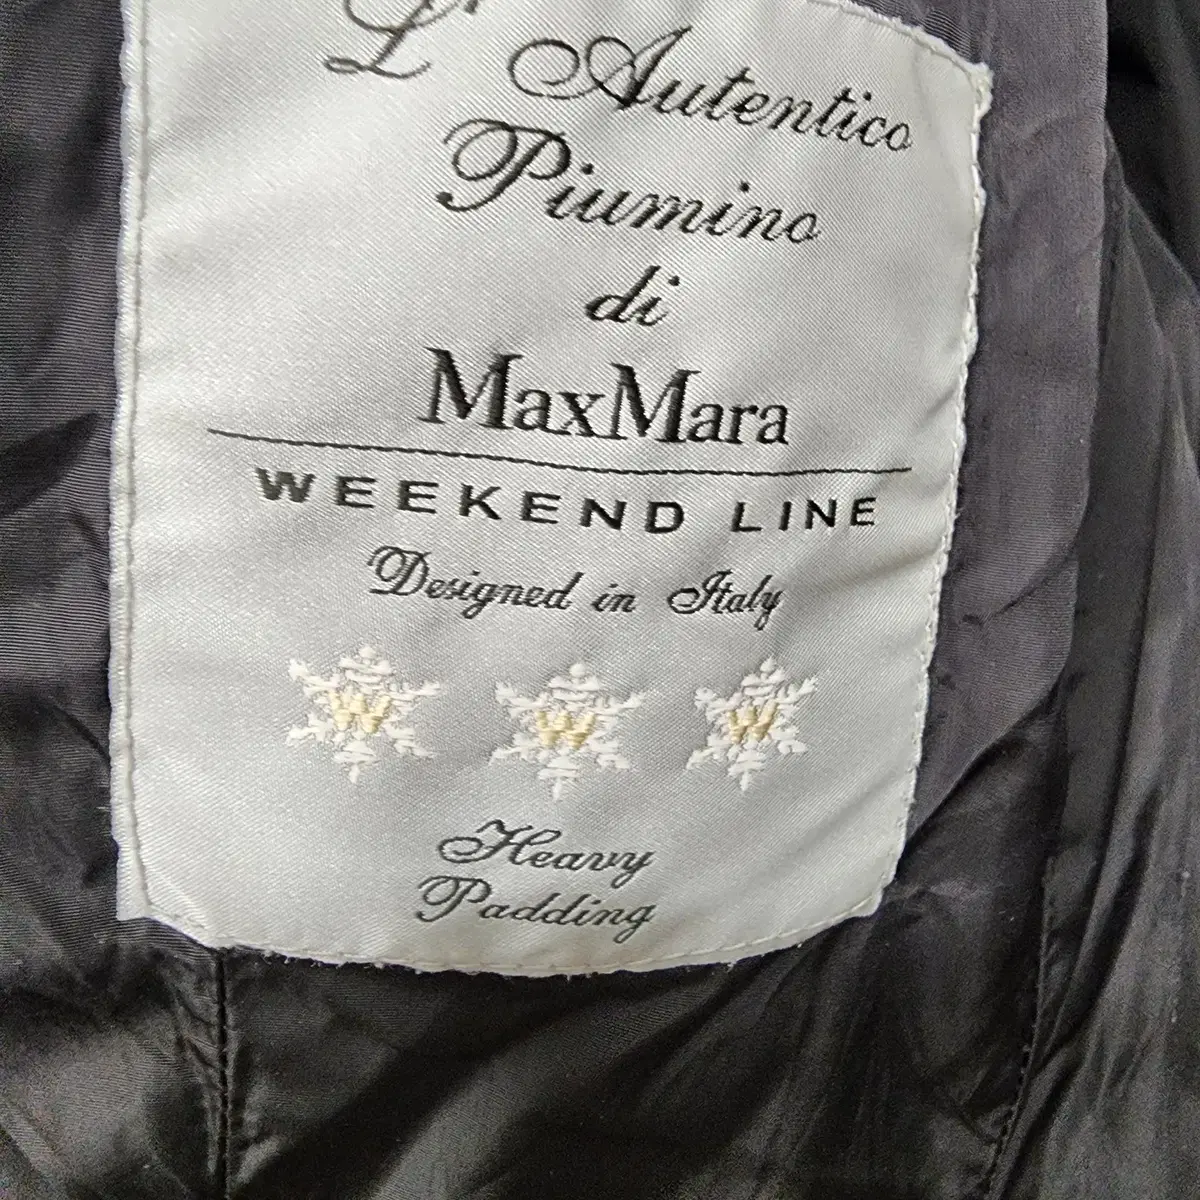 L' Autentico
Piumino
di
MaxMara
WEEKEND LINE
Designed in Italy
W W W
Heavy
Padding